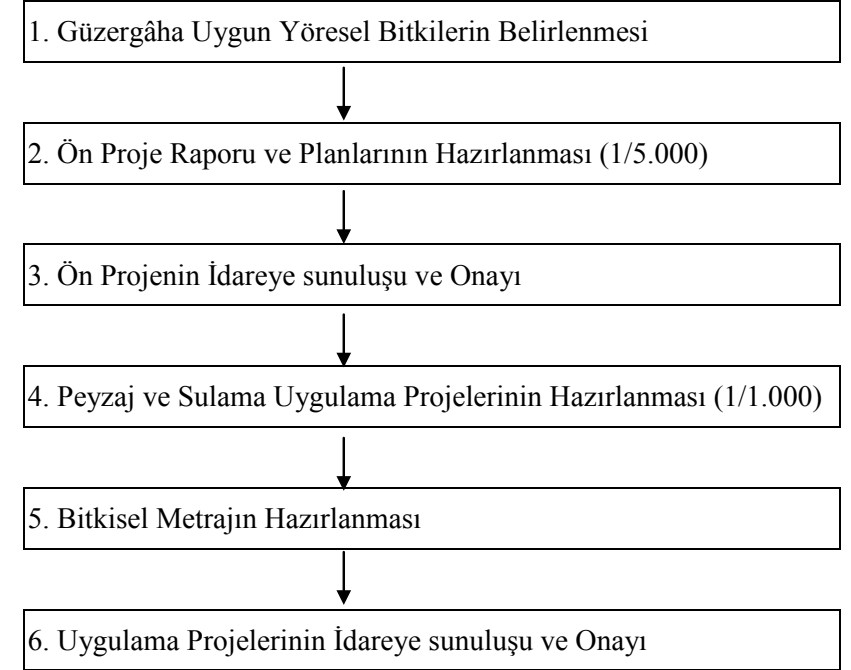 1. Güzergâha Uygun Yöresel Bitkilerin Belirlenmesi
2. Ön Proje Raporu ve Planlarının Hazırlanması (1/5.000)
3. Ön Projenin İdareye sunuluşu ve Onayı
4. Peyzaj ve Sulama Uygulama Projelerinin Hazırlanması (1/1.000)
5. Bitkisel Metrajın Hazırlanması
6. Uygulama Projelerinin İdareye sunuluşu ve Onayı